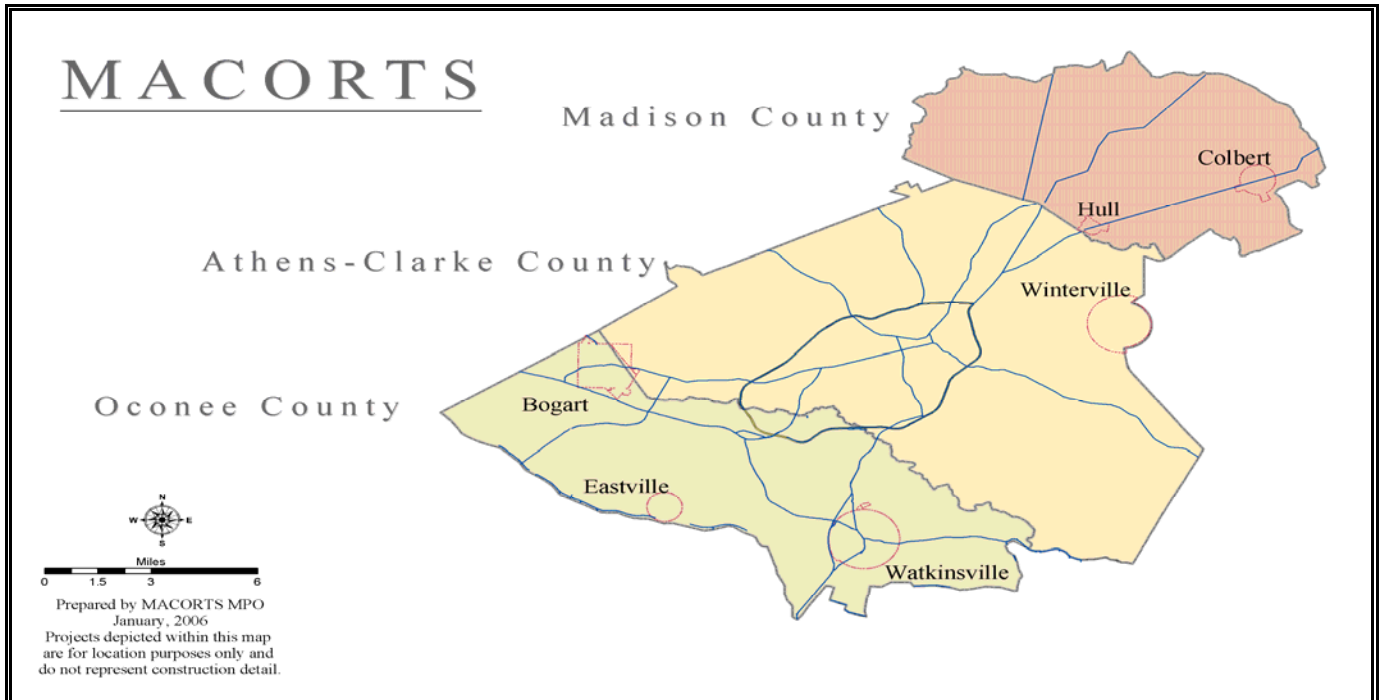 MACORTS
Madison County
Colbert
Hull
Athens-Clarke County
Winterville
Oconee County
Bogart
Eastville
Watkinsville
N
W E
S
Miles
0 1.5 3 6
Prepared by MACORTS MPO
January, 2006
Projects depicted within this map
are for location purposes only and
do not represent construction detail.